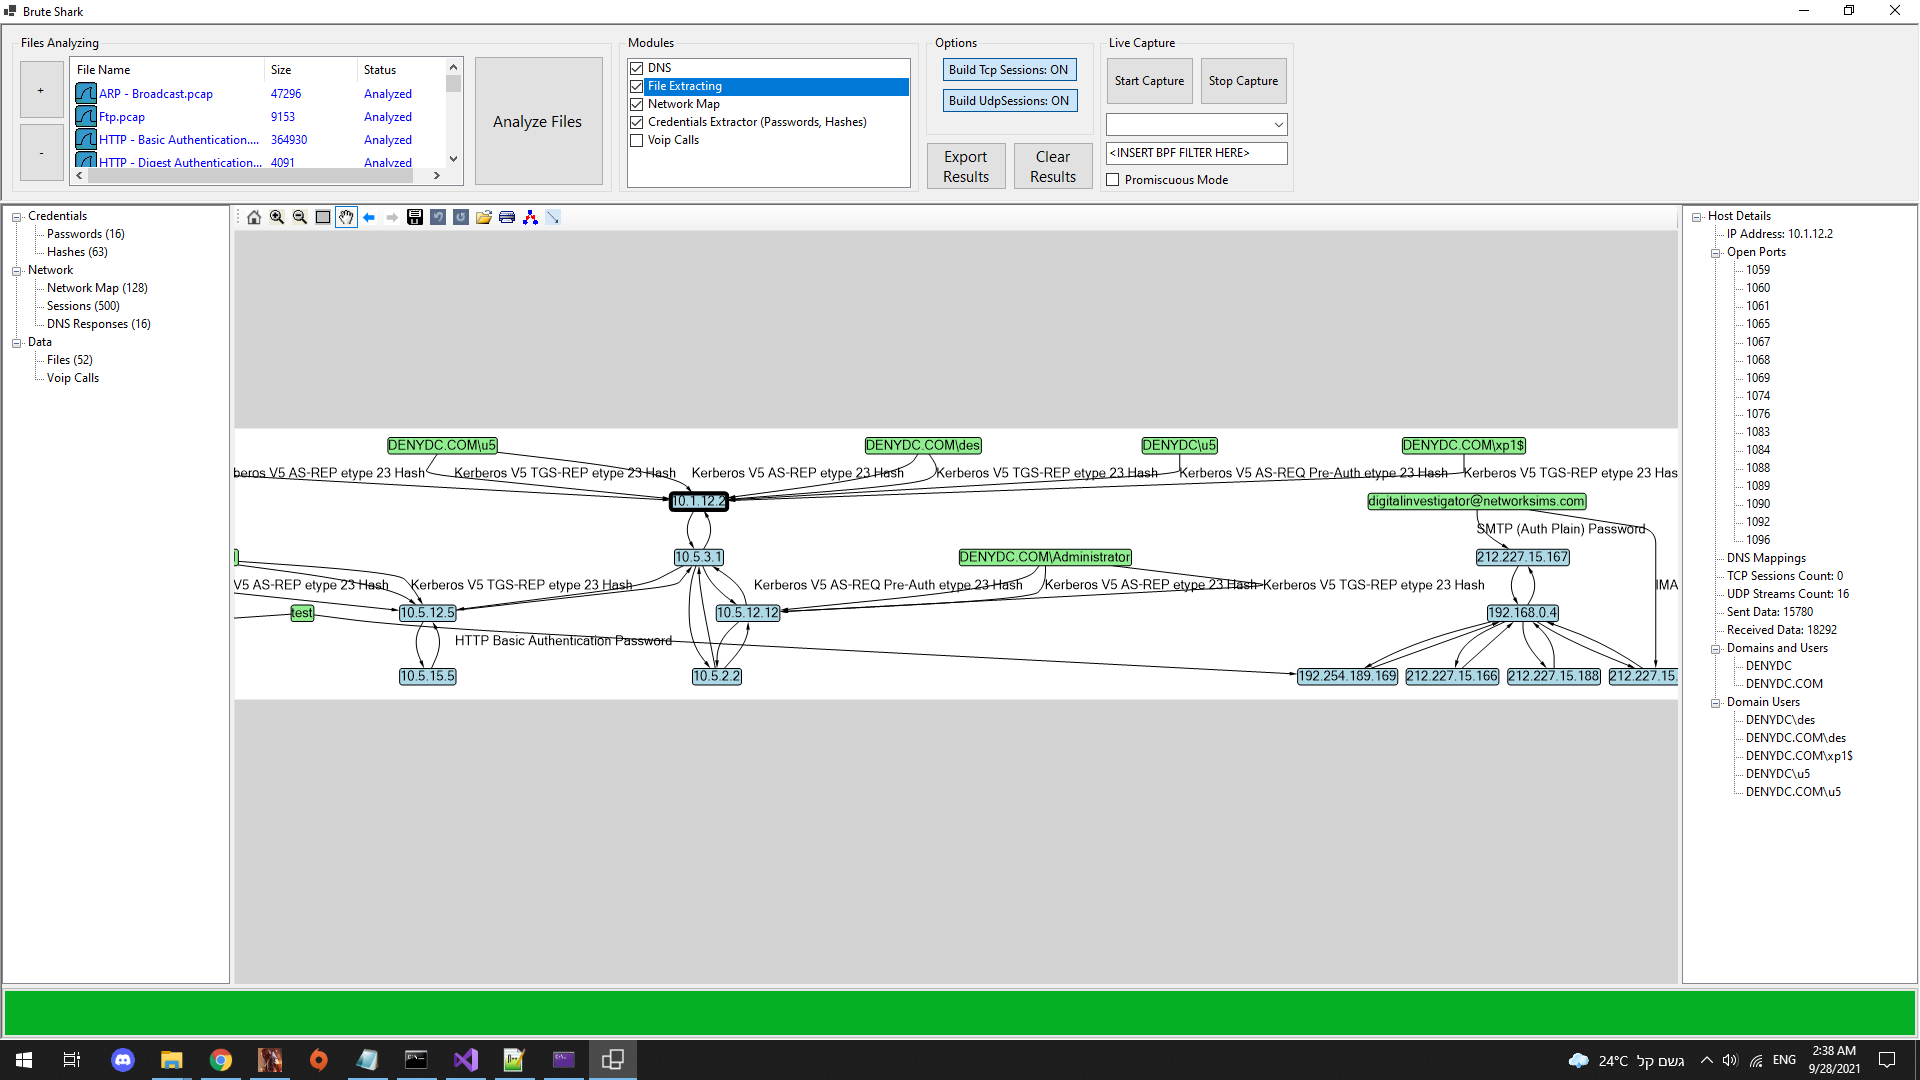 Brute Shark
Files Analyzing
+
-
File Name Size Status
ARP - Broadcast.pcap 47296 Analyzed
Ftp.pcap 9153 Analyzed
HTTP - Basic Authentication.... 364930 Analyzed
HTTP - Digest Authentication... 4091 Analyzed
Analyze Files
Modules
DNS
File Extracting
Network Map
Credentials Extractor (Passwords, Hashes)
Voip Calls
Options
Build Tcp Sessions: ON
Build UdpSessions: ON
Export Results
Clear Results
Live Capture
Start Capture
Stop Capture
<INSERT BPF FILTER HERE>
Promiscuous Mode
Credentials
Passwords (16)
Hashes (63)
Network
Network Map (128)
Sessions (500)
DNS Responses (16)
Data
Files (52)
Voip Calls
DENYDC.COM\u5 DENYDC.COM\des DENYDC\u5 DENYDC.COM\xp1$
beros V5 AS-REP etype 23 Hash Kerberos V5 TGS-REP etype 23 Hash Kerberos V5 AS-REP etype 23 Hash Kerberos V5 TGS-REP etype 23 Hash Kerberos V5 AS-REQ Pre-Auth etype 23 Hash Kerberos V5 TGS-REP etype 23 Has
10.1.12.2 digitalinvestigator@networksims.com
SMTP (Auth Plain) Password
10.5.3.1 DENYDC.COM\Administrator 212.227.15.167
V5 AS-REP etype 23 Hash Kerberos V5 TGS-REP etype 23 Hash Kerberos V5 AS-REQ Pre-Auth etype 23 Hash Kerberos V5 AS-REP etype 23 Hash Kerberos V5 TGS-REP etype 23 Hash IMA
test 10.5.12.5 10.5.12.12 192.168.0.4
HTTP Basic Authentication Password
10.5.15.5 10.5.2.2 192.254.189.169 212.227.15.166 212.227.15.188 212.227.15.
Host Details
IP Address: 10.1.12.2
Open Ports
1059
1060
1061
1065
1067
1068
1069
1074
1076
1083
1084
1088
1089
1090
1092
1096
DNS Mappings
TCP Sessions Count: 0
UDP Streams Count: 16
Sent Data: 15780
Received Data: 18292
Domains and Users
DENYDC
DENYDC.COM
Domain Users
DENYDC\des
DENYDC.COM\des
DENYDC.COM\xp1$
DENYDC\u5
DENYDC.COM\u5
24°C גשם קל
ENG
2:38 AM
9/28/2021